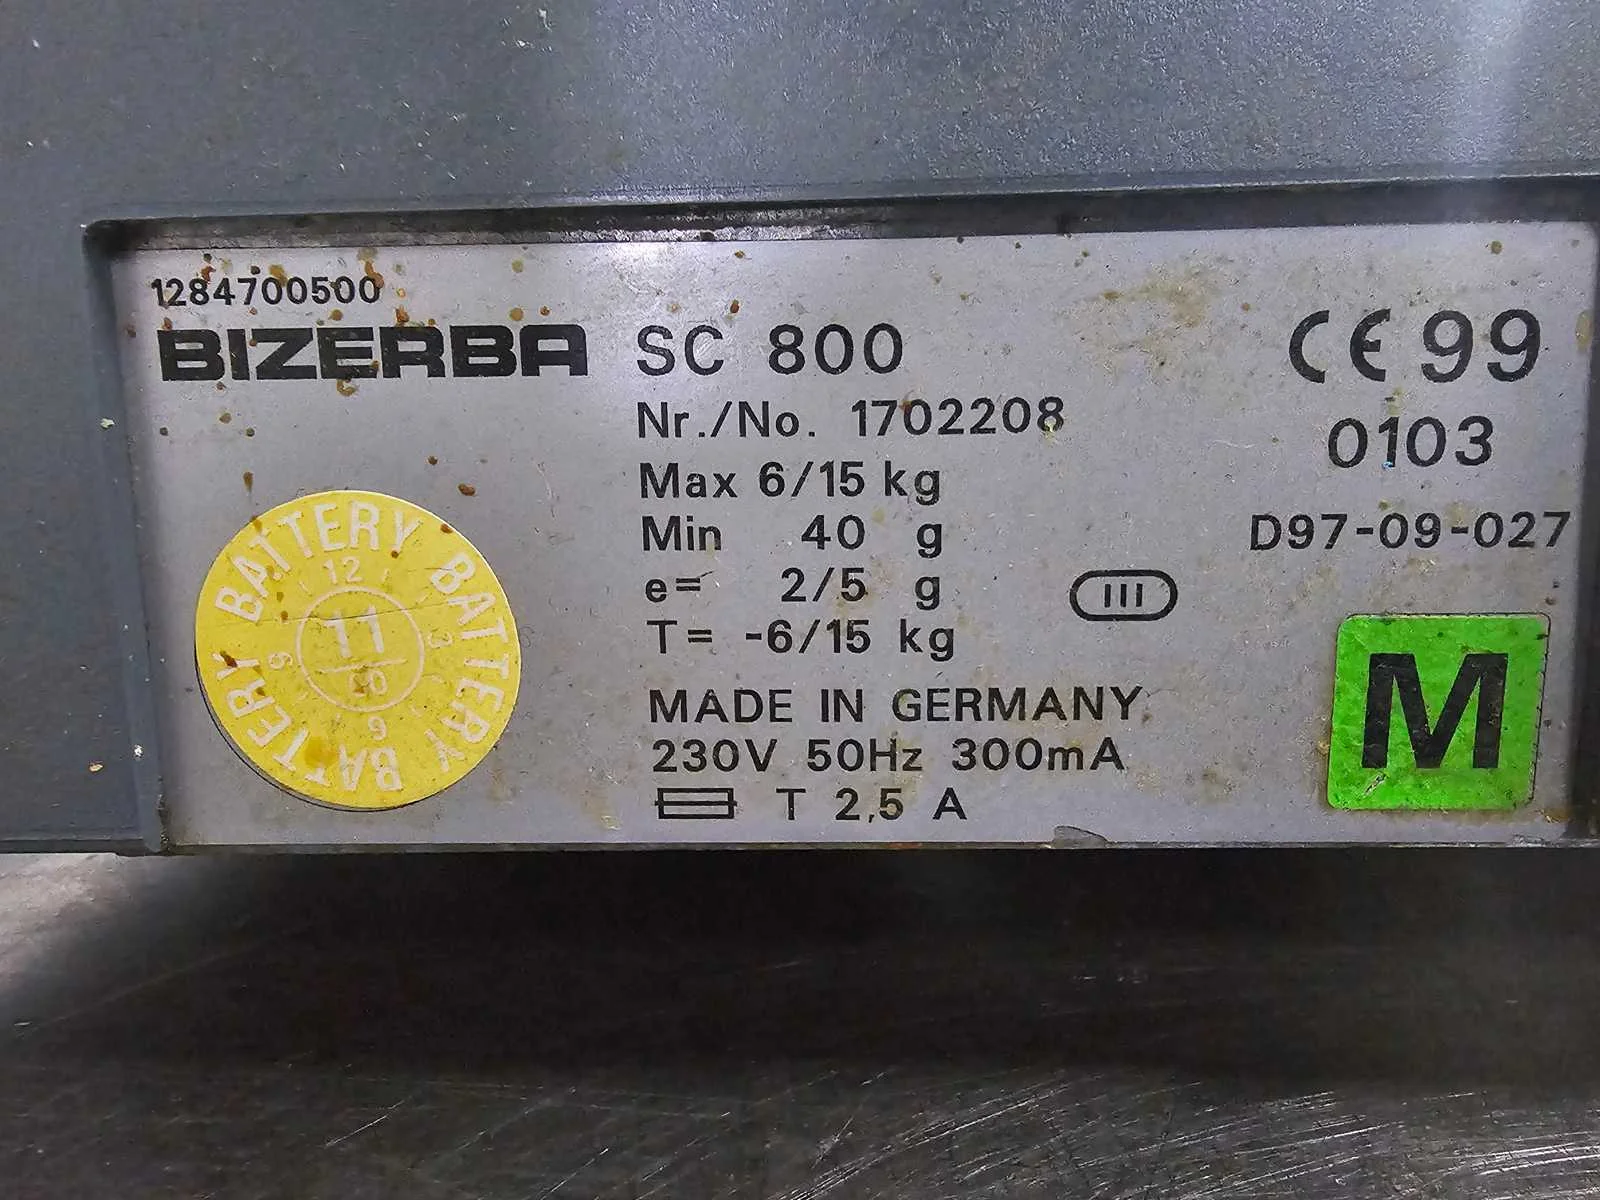 1284700500
BIZERBA SC 800
CE 99
Nr./No. 1702208
0103
Max 6/15 kg
Min 40 g
D97-09-027
e= 2/5 g
III
T= -6/15 kg
M
MADE IN GERMANY
230V 50Hz 300mA
T 2,5 A
BATTERY BATTERY BATTERY BATTERY
12
11
3
9
6